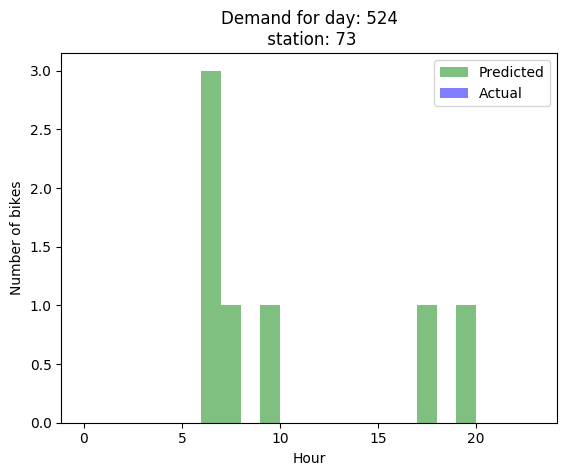 Demand for day: 524
station: 73
Predicted
Actual
Number of bikes
3.0
2.5
2.0
1.5
1.0
0.5
0.0
0
5
10
15
20
Hour